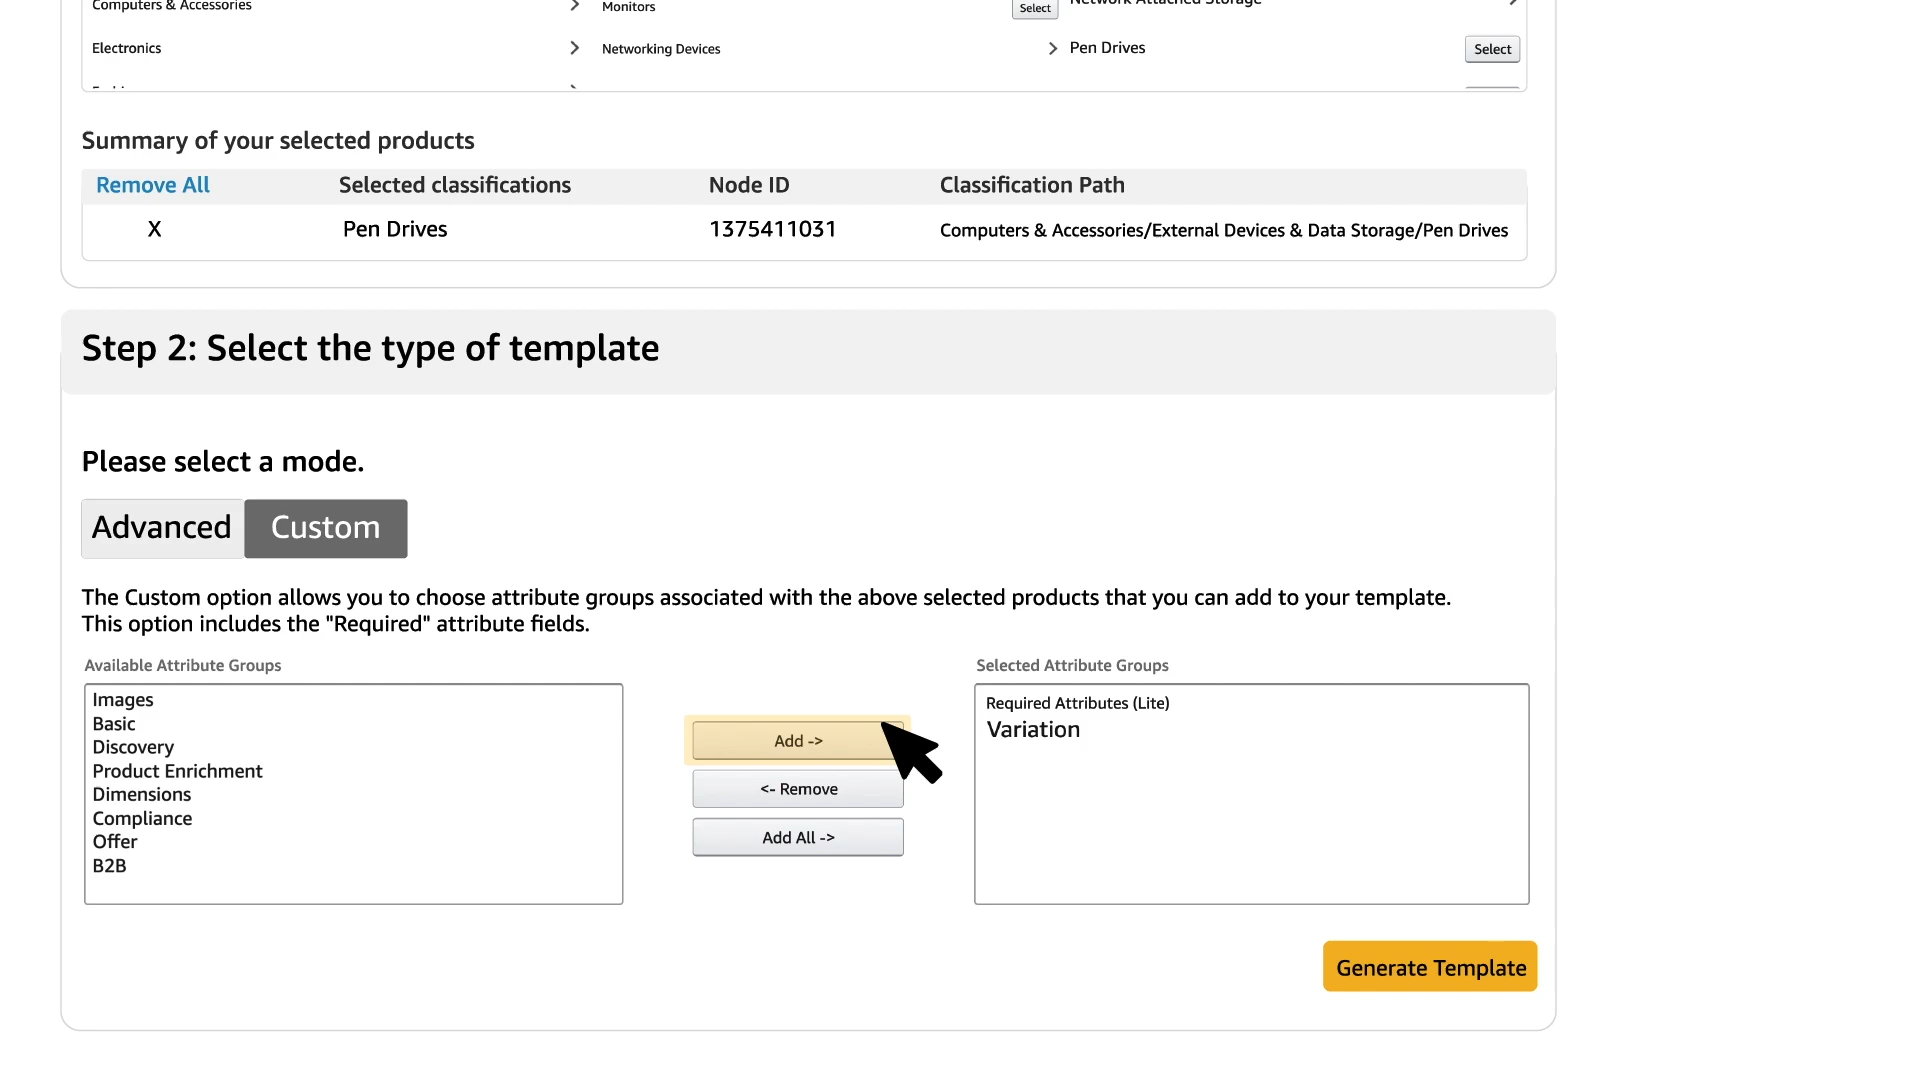 Computers & Accessories
Monitors
Select
Network Attached Storage
Electronics
Networking Devices
Pen Drives
Select
Summary of your selected products
Remove All
Selected classifications
Node ID
Classification Path
X
Pen Drives
1375411031
Computers & Accessories/External Devices & Data Storage/Pen Drives
Step 2: Select the type of template
Please select a mode.
Advanced
Custom
The Custom option allows you to choose attribute groups associated with the above selected products that you can add to your template.
This option includes the "Required" attribute fields.
Available Attribute Groups
Images
Basic
Discovery
Product Enrichment
Dimensions
Compliance
Offer
B2B
Add ->
<- Remove
Add All ->
Selected Attribute Groups
Required Attributes (Lite)
Variation
Generate Template